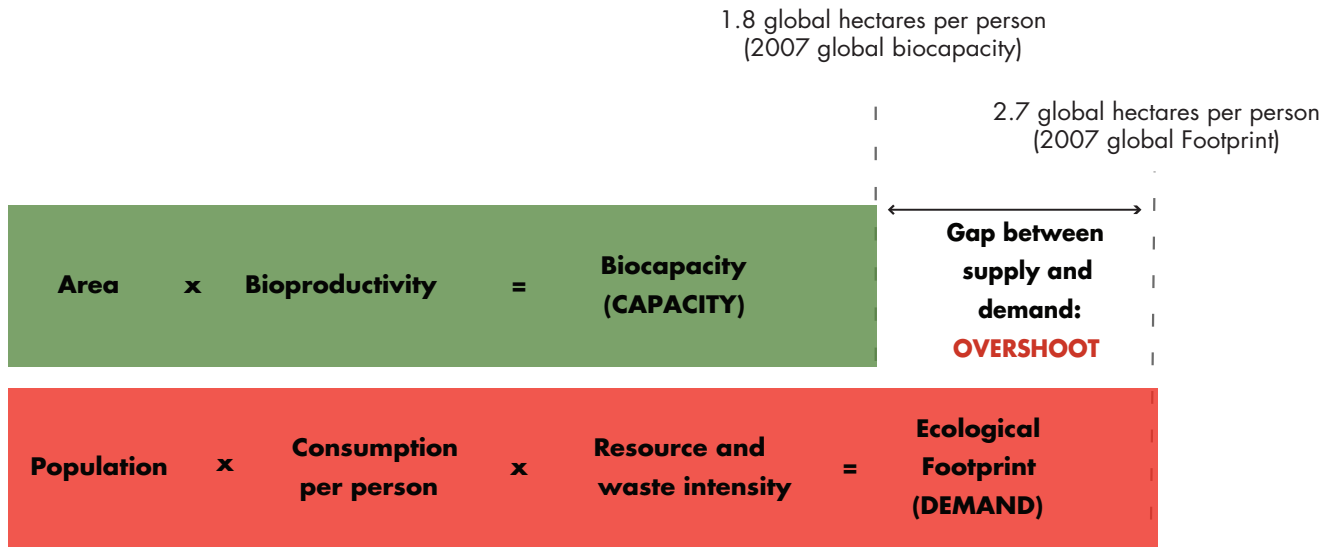 1.8 global hectares per person
(2007 global biocapacity)
2.7 global hectares per person
(2007 global Footprint)
Area x Bioproductivity = Biocapacity
(CAPACITY)
Gap between
supply and
demand:
OVERSHOOT
Population x Consumption
per person x Resource and
waste intensity = Ecological
Footprint
(DEMAND)